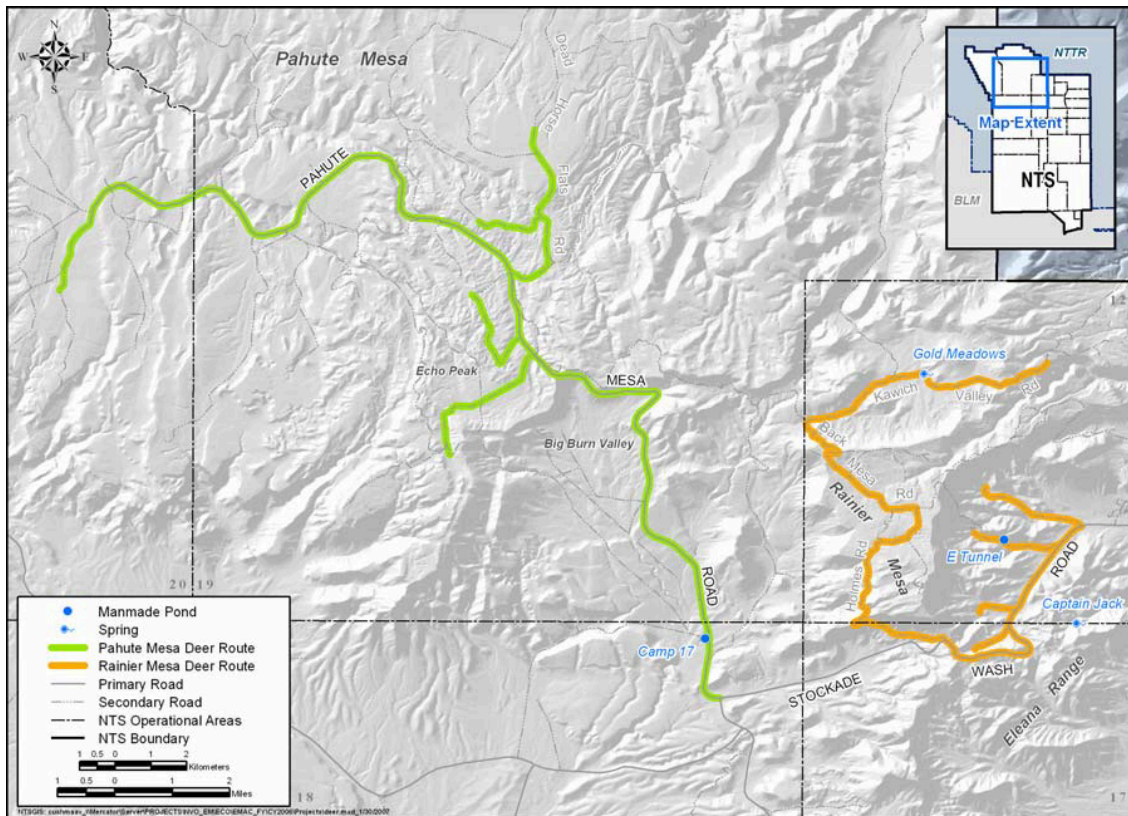 N
W E
S
Pahute Mesa
Dead
Horse
Flats
Rd
PAHUTE
MESA
ROAD
Echo Peak
Big Burn Valley
Camp 17
STOCKADE
WASH
ROAD
Gold Meadows
Kawich
Valley
Rd
Back
Mesa
Rd
Rainier
Mesa
Holmes Rd
E Tunnel
Captain Jack
Eleana Range
12
20 19
18
17
NTTR
Map Extent
NTS
BLM
Manmade Pond
Spring
Pahute Mesa Deer Route
Rainier Mesa Deer Route
Primary Road
Secondary Road
NTS Operational Areas
NTS Boundary
1 0.5 0 1 2
Kilometers
1 0.5 0 1 2
Miles